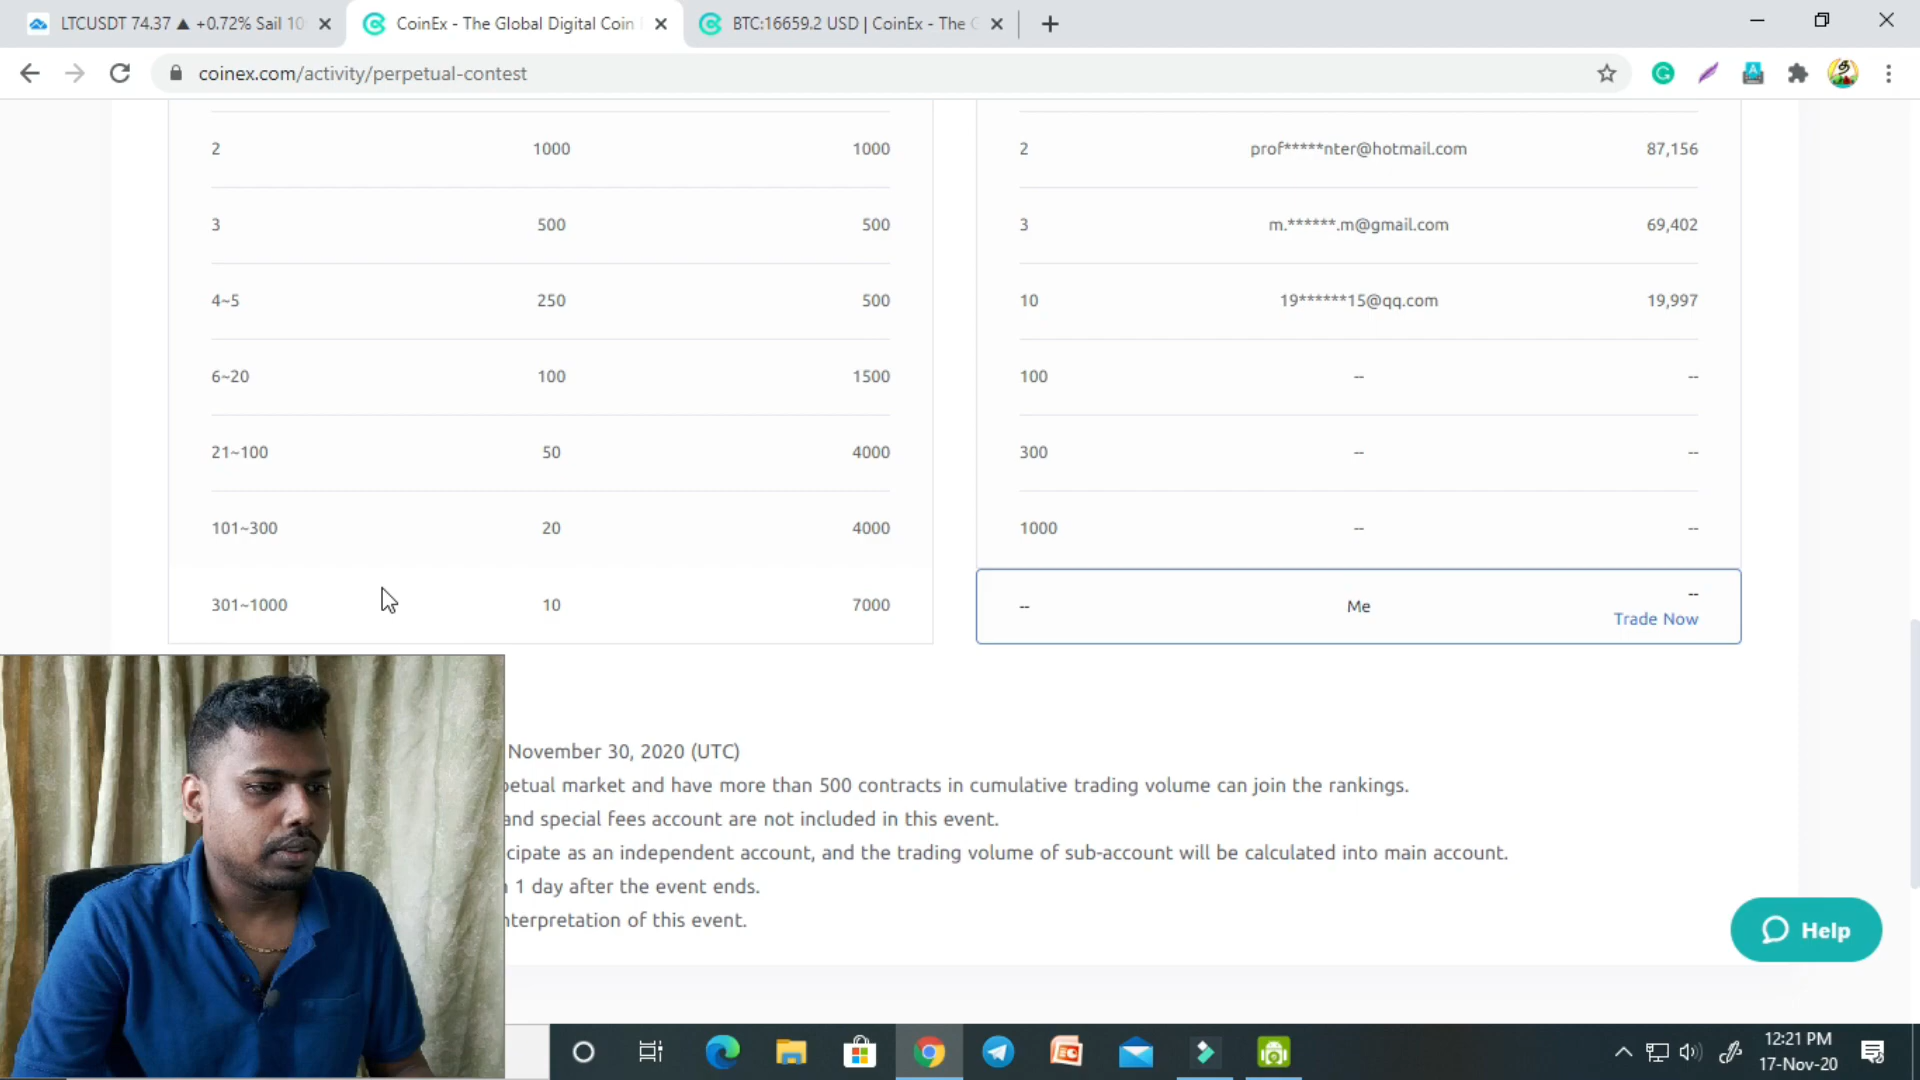 LTCUSDT 74.37 ▲ +0.72% Sail 10
CoinEx - The Global Digital Coin
BTC:16659.2 USD | CoinEx - The G
coinex.com/activity/perpetual-contest
2 1000 1000
3 500 500
4~5 250 500
6~20 100 1500
21~100 50 4000
101~300 20 4000
301~1000 10 7000
2 prof*****nter@hotmail.com 87,156
3 m.******.m@gmail.com 69,402
10 19******15@qq.com 19,997
100 -- --
300 -- --
1000 -- --
-- Me --
Trade Now
November 30, 2020 (UTC)
petual market and have more than 500 contracts in cumulative trading volume can join the rankings.
and special fees account are not included in this event.
cipate as an independent account, and the trading volume of sub-account will be calculated into main account.
1 day after the event ends.
nterpretation of this event.
Help
12:21 PM
17-Nov-20